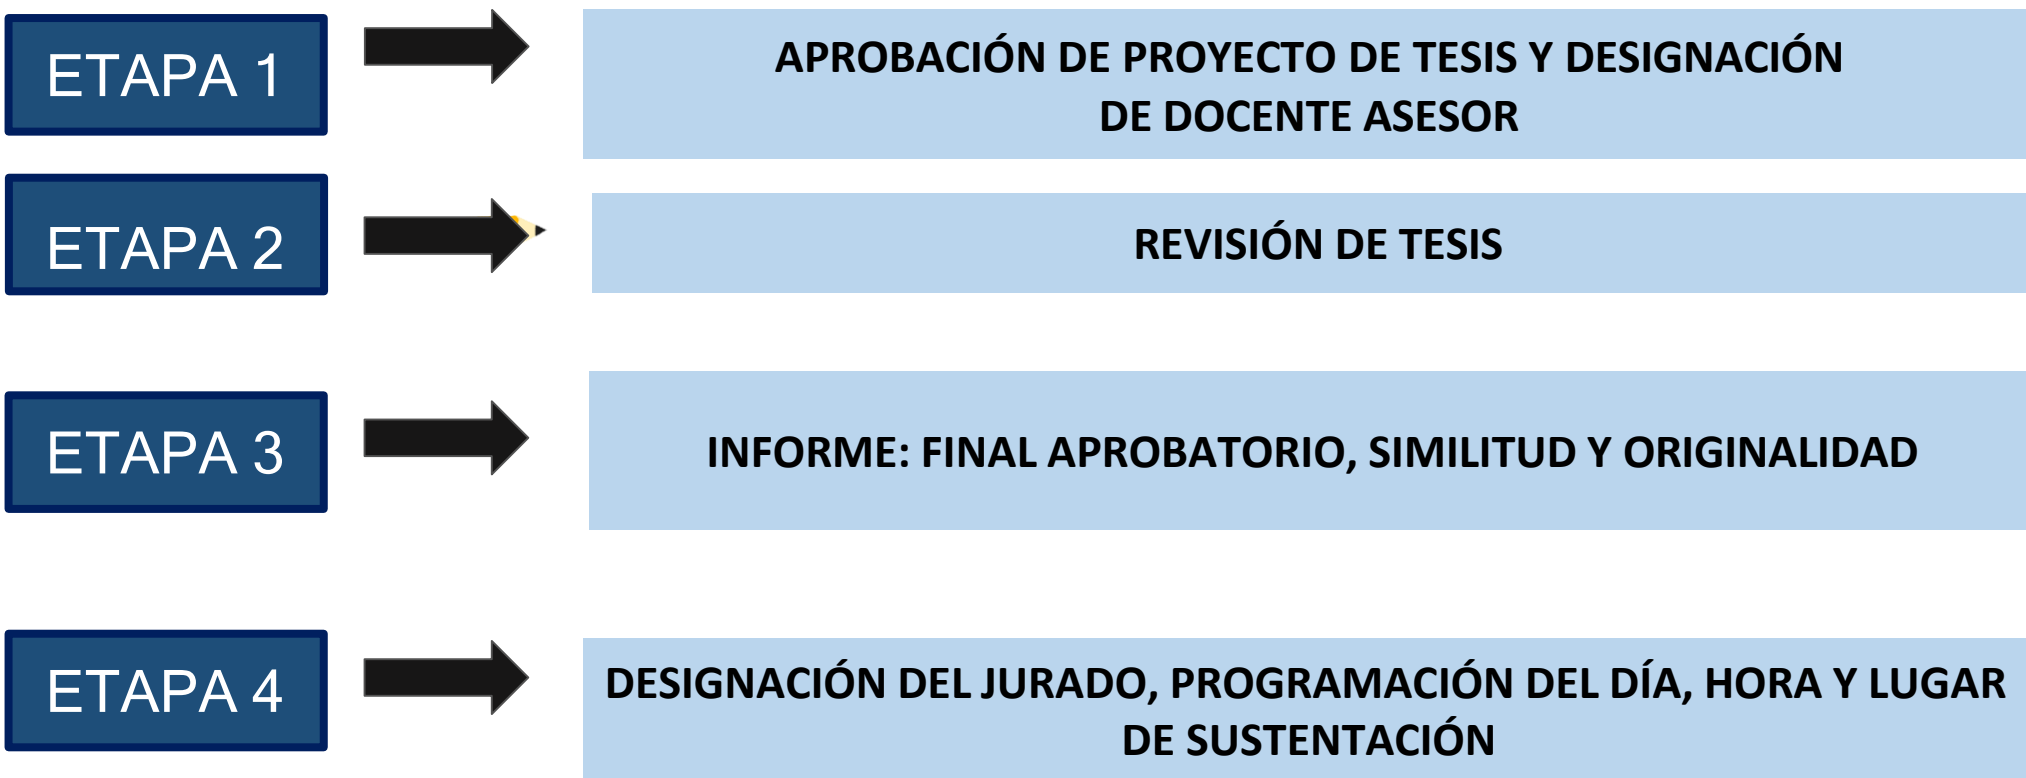 ETAPA 1
APROBACIÓN DE PROYECTO DE TESIS Y DESIGNACIÓN
DE DOCENTE ASESOR
ETAPA 2
REVISIÓN DE TESIS
ETAPA 3
INFORME: FINAL APROBATORIO, SIMILITUD Y ORIGINALIDAD
ETAPA 4
DESIGNACIÓN DEL JURADO, PROGRAMACIÓN DEL DÍA, HORA Y LUGAR
DE SUSTENTACIÓN